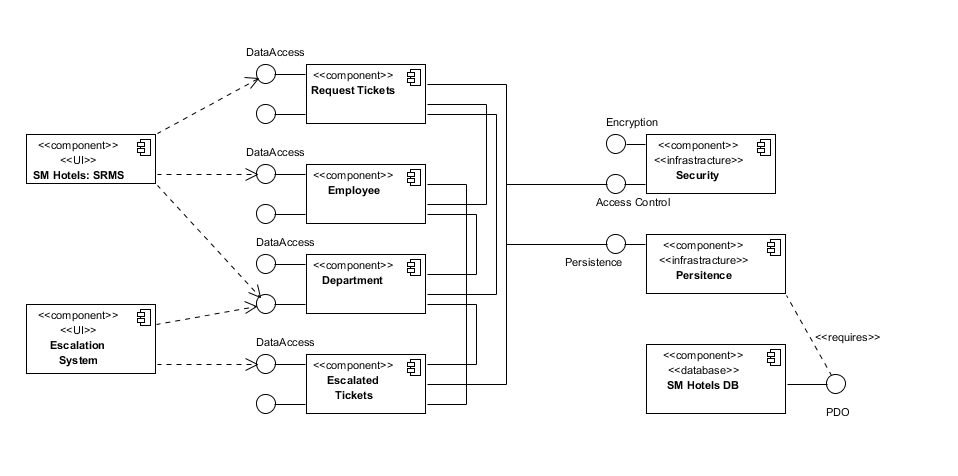 DataAccess
<<component>>
Request Tickets
<<component>>
<<UI>>
SM Hotels: SRMS
DataAccess
<<component>>
Employee
Encryption
<<component>>
<<infrastracture>>
Security
Access Control
DataAccess
<<component>>
Department
Persistence
<<component>>
<<infrastracture>>
Persitence
<<component>>
<<UI>>
Escalation
System
DataAccess
<<component>>
Escalated
Tickets
<<requires>>
<<component>>
<<database>>
SM Hotels DB
PDO